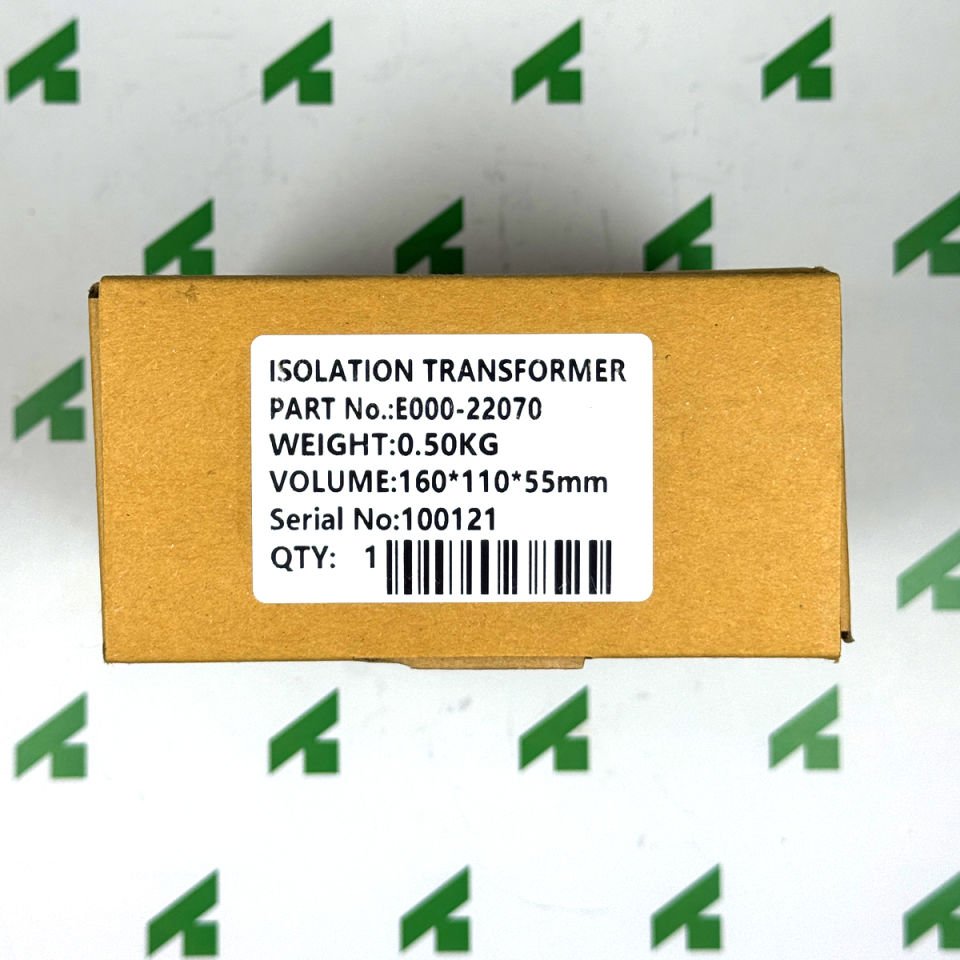 ISOLATION TRANSFORMER
PART No.:E000-22070
WEIGHT:0.50KG
VOLUME:160*110*55mm
Serial No:100121
QTY: 1